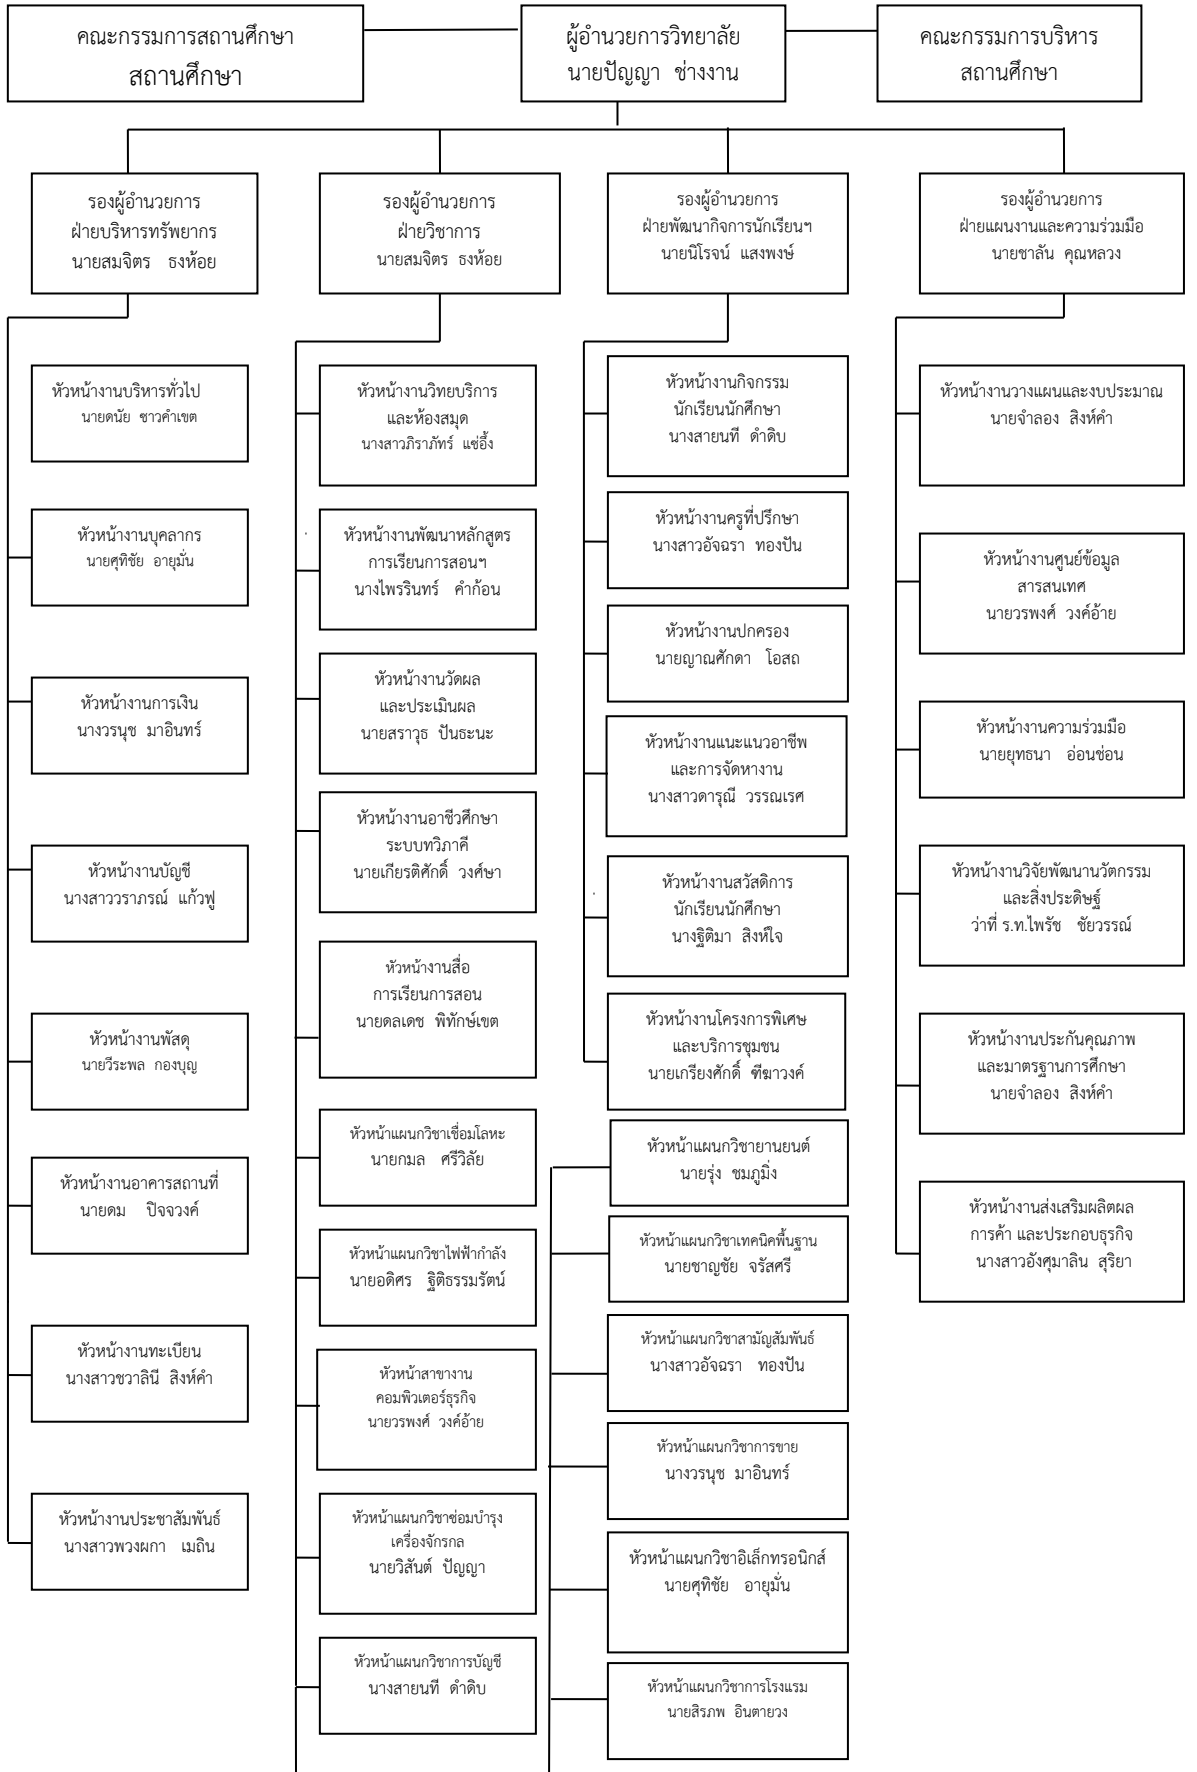 คณะกรรมการสถานศึกษา
สถานศึกษา
ผู้อำนวยการวิทยาลัย
นายปัญญา ช่างงาน
คณะกรรมการบริหาร
สถานศึกษา
รองผู้อำนวยการ
ฝ่ายบริหารทรัพยากร
นายสมจิตร ธงห้อย
รองผู้อำนวยการ
ฝ่ายวิชาการ
นายสมจิตร ธงห้อย
รองผู้อำนวยการ
ฝ่ายพัฒนากิจการนักเรียนฯ
นายนิโรจน์ แสงพงษ์
รองผู้อำนวยการ
ฝ่ายแผนงานและความร่วมมือ
นายชาลัน คุณหลวง
หัวหน้างานบริหารทั่วไป
นายดนัย ชาวคำเขต
หัวหน้างานบุคลากร
นายศุทิชัย อายุมั่น
หัวหน้างานการเงิน
นางวรนุช มาอินทร์
หัวหน้างานบัญชี
นางสาววราภรณ์ แก้วฟู
หัวหน้างานพัสดุ
นายวีระพล กองบุญ
หัวหน้างานอาคารสถานที่
นายดม ปิจจวงค์
หัวหน้างานทะเบียน
นางสาวชวาลินี สิงห์คำ
หัวหน้างานประชาสัมพันธ์
นางสาวพวงผกา เมถิน
หัวหน้างานวิทยบริการ
และห้องสมุด
นางสาวภิราภัทร์ แซ่อึ้ง
หัวหน้างานพัฒนาหลักสูตร
การเรียนการสอนฯ
นางไพรรินทร์ คำก้อน
หัวหน้างานวัดผล
และประเมินผล
นายสราวุธ ปันธะนะ
หัวหน้างานอาชีวศึกษา
ระบบทวิภาคี
นายเกียรติศักดิ์ วงศ์ษา
หัวหน้างานสื่อ
การเรียนการสอน
นายดลเดช พิทักษ์เขต
หัวหน้าแผนกวิชาเชื่อมโลหะ
นายกมล ศรีวิลัย
หัวหน้าแผนกวิชาไฟฟ้ากำลัง
นายอดิศร ฐิติธรรมรัตน์
หัวหน้าสาขางาน
คอมพิวเตอร์ธุรกิจ
นายวรพงศ์ วงค์อ้าย
หัวหน้าแผนกวิชาซ่อมบำรุง
เครื่องจักรกล
นายวิสันต์ ปัญญา
หัวหน้าแผนกวิชาการบัญชี
นางสายนที ดำดิบ
หัวหน้างานกิจกรรม
นักเรียนนักศึกษา
นางสายนที ดำดิบ
หัวหน้างานครูที่ปรึกษา
นางสาวอัจฉรา ทองปัน
หัวหน้างานปกครอง
นายญาณศักดา โอสถ
หัวหน้างานแนะแนวอาชีพ
และการจัดหางาน
นางสาวดารุณี วรรณเรศ
หัวหน้างานสวัสดิการ
นักเรียนนักศึกษา
นางฐิติมา สิงห์ใจ
หัวหน้างานโครงการพิเศษ
และบริการชุมชน
นายเกรียงศักดิ์ ฑีฆาวงค์
หัวหน้าแผนกวิชายานยนต์
นายรุ่ง ชมภูมิ่ง
หัวหน้าแผนกวิชาเทคนิคพื้นฐาน
นายชาญชัย จรัสศรี
หัวหน้าแผนกวิชาสามัญสัมพันธ์
นางสาวอัจฉรา ทองปัน
หัวหน้าแผนกวิชาการขาย
นางวรนุช มาอินทร์
หัวหน้าแผนกวิชาอิเล็กทรอนิกส์
นายศุทิชัย อายุมั่น
หัวหน้าแผนกวิชาการโรงแรม
นายสิรภพ อินตายวง
หัวหน้างานวางแผนและงบประมาณ
นายจำลอง สิงห์คำ
หัวหน้างานศูนย์ข้อมูล
สารสนเทศ
นายวรพงศ์ วงค์อ้าย
หัวหน้างานความร่วมมือ
นายยุทธนา อ่อนช่อน
หัวหน้างานวิจัยพัฒนานวัตกรรม
และสิ่งประดิษฐ์
ว่าที่ ร.ท.ไพรัช ชัยวรรณ์
หัวหน้างานประกันคุณภาพ
และมาตรฐานการศึกษา
นายจำลอง สิงห์คำ
หัวหน้างานส่งเสริมผลิตผล
การค้า และประกอบธุรกิจ
นางสาวอังศุมาลิน สุริยา